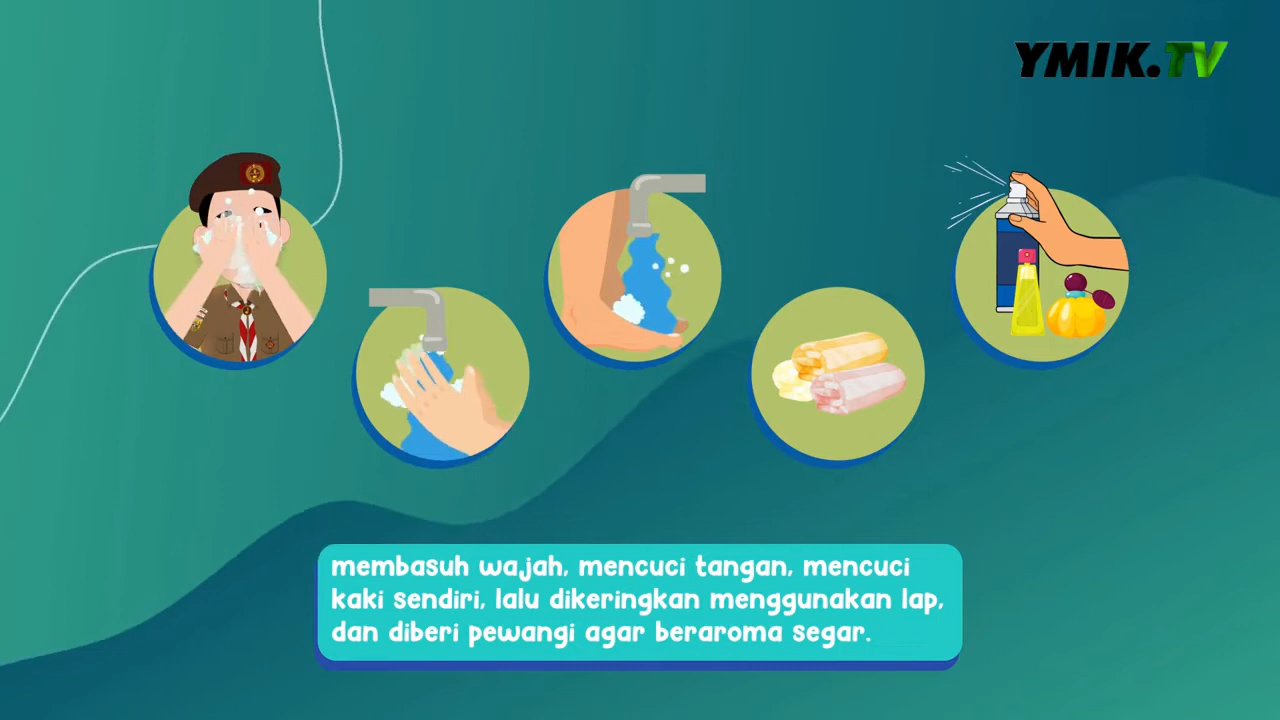 YMIK.TV
membasuh wajah, mencuci tangan, mencuci
kaki sendiri, lalu dikeringkan menggunakan lap,
dan diberi pewangi agar beraroma segar.